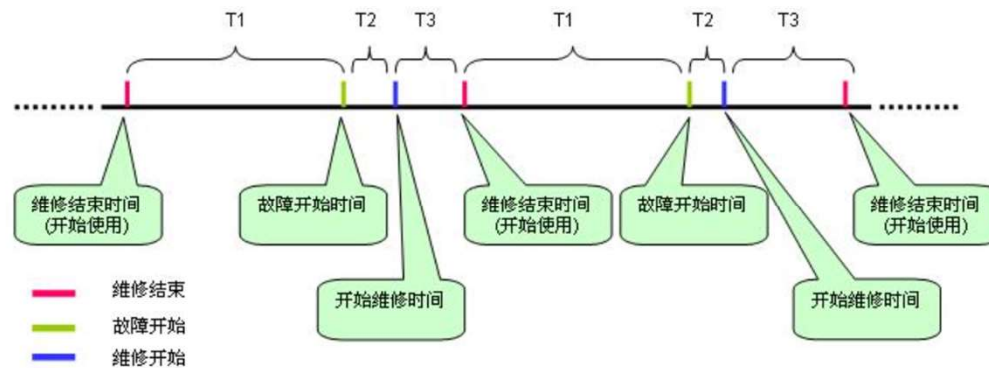 T1
T2
T3
T1
T2
T3
维修结束时间
(开始使用)
故障开始时间
维修结束时间
(开始使用)
故障开始时间
维修结束时间
(开始使用)
开始维修时间
开始维修时间
维修结束
故障开始
维修开始